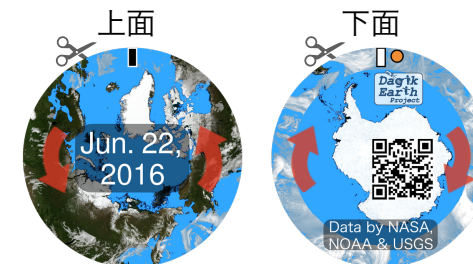 上面
下面
Jun. 22,
2016
Dagik
Earth
Project
Data by NASA,
NOAA & USGS